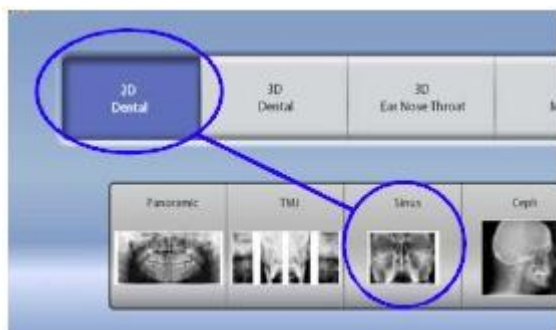 2D
Dental
3D
Dental
3D
Ear Nose Throat
M
Panoramic
TMJ
Sinus
Ceph